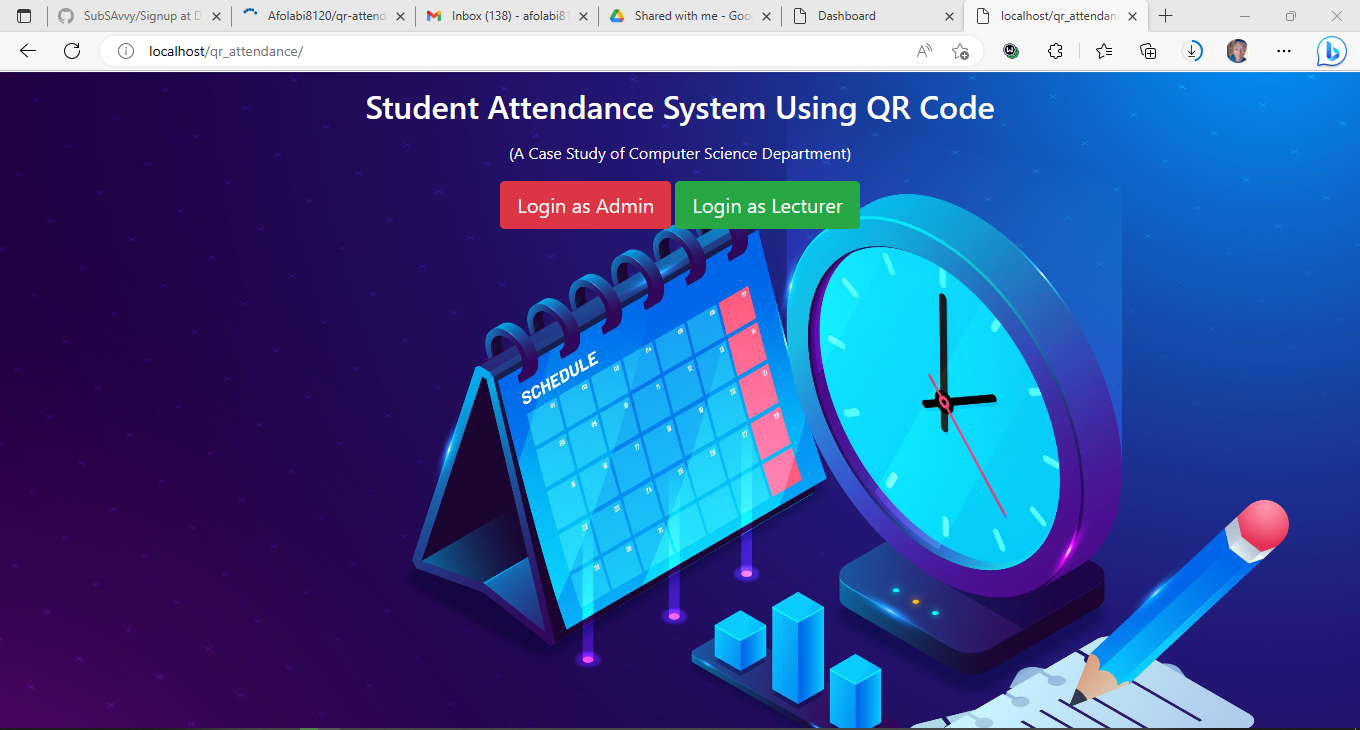 SubSAvvy/Signup at D
Afolabi8120/qr-attend
Inbox (138) - afolabi81
Shared with me - Goo
Dashboard
localhost/qr_attendan
localhost/qr_attendance/
Student Attendance System Using QR Code
(A Case Study of Computer Science Department)
Login as Admin
Login as Lecturer
SCHEDULE